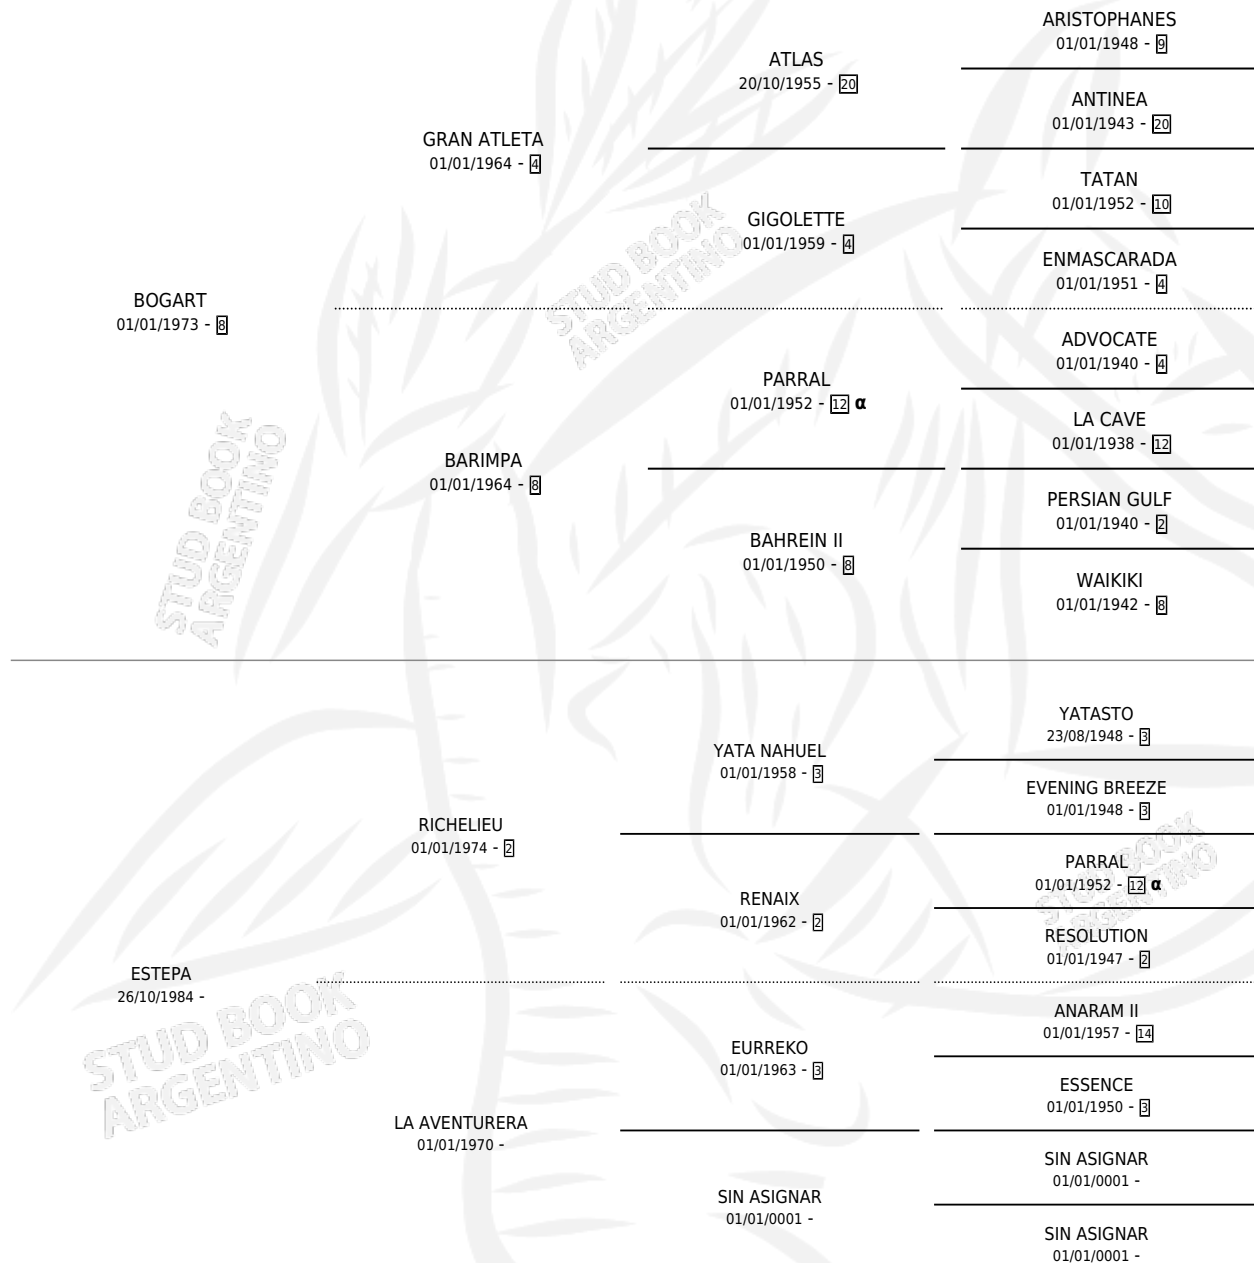 ARISTOPHANES
01/01/1948 - 9
ATLAS
20/10/1955 - 20
ANTINEA
01/01/1943 - 20
GRAN ATLETA
01/01/1964 - 4
TATAN
01/01/1952 - 10
GIGOLETTE
01/01/1959 - 4
ENMASCARADA
01/01/1951 - 4
BOGART
01/01/1973 - 8
ADVOCATE
01/01/1940 - 4
PARRAL
01/01/1952 - 12 α
LA CAVE
01/01/1938 - 12
BARIMPA
01/01/1964 - 8
PERSIAN GULF
01/01/1940 - 2
BAHREIN II
01/01/1950 - 8
WAIKIKI
01/01/1942 - 8
YATASTO
23/08/1948 - 3
YATA NAHUEL
01/01/1958 - 3
EVENING BREEZE
01/01/1948 - 3
RICHELIEU
01/01/1974 - 2
PARRAL
01/01/1952 - 12 α
RENAIX
01/01/1962 - 2
RESOLUTION
01/01/1947 - 2
ESTEPA
26/10/1984 -
ANARAM II
01/01/1957 - 14
EURREKO
01/01/1963 - 3
ESSENCE
01/01/1950 - 3
LA AVENTURERA
01/01/1970 -
SIN ASIGNAR
01/01/0001 -
SIN ASIGNAR
01/01/0001 -
SIN ASIGNAR
01/01/0001 -
STUD BOOK
ARGENTINO
STUD BOOK
ARGENTINO
STUD BOOK
ARGENTINO
STUD BOOK
ARGENTINO